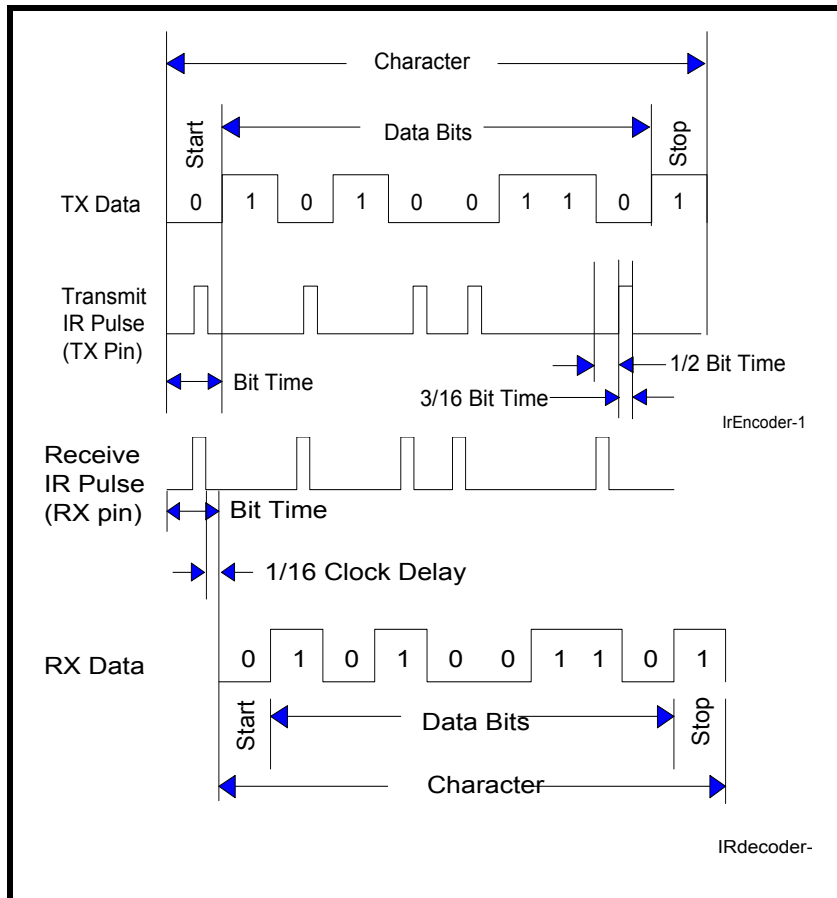 Character
Start
Data Bits
Stop
TX Data
0 1 0 1 0 0 1 1 0 1
Transmit
IR Pulse
(TX Pin)
Bit Time
1/2 Bit Time
3/16 Bit Time
IrEncoder-1
Receive
IR Pulse
(RX pin)
Bit Time
1/16 Clock Delay
RX Data
0 1 0 1 0 0 1 1 0 1
Start
Data Bits
Stop
Character
IRdecoder-